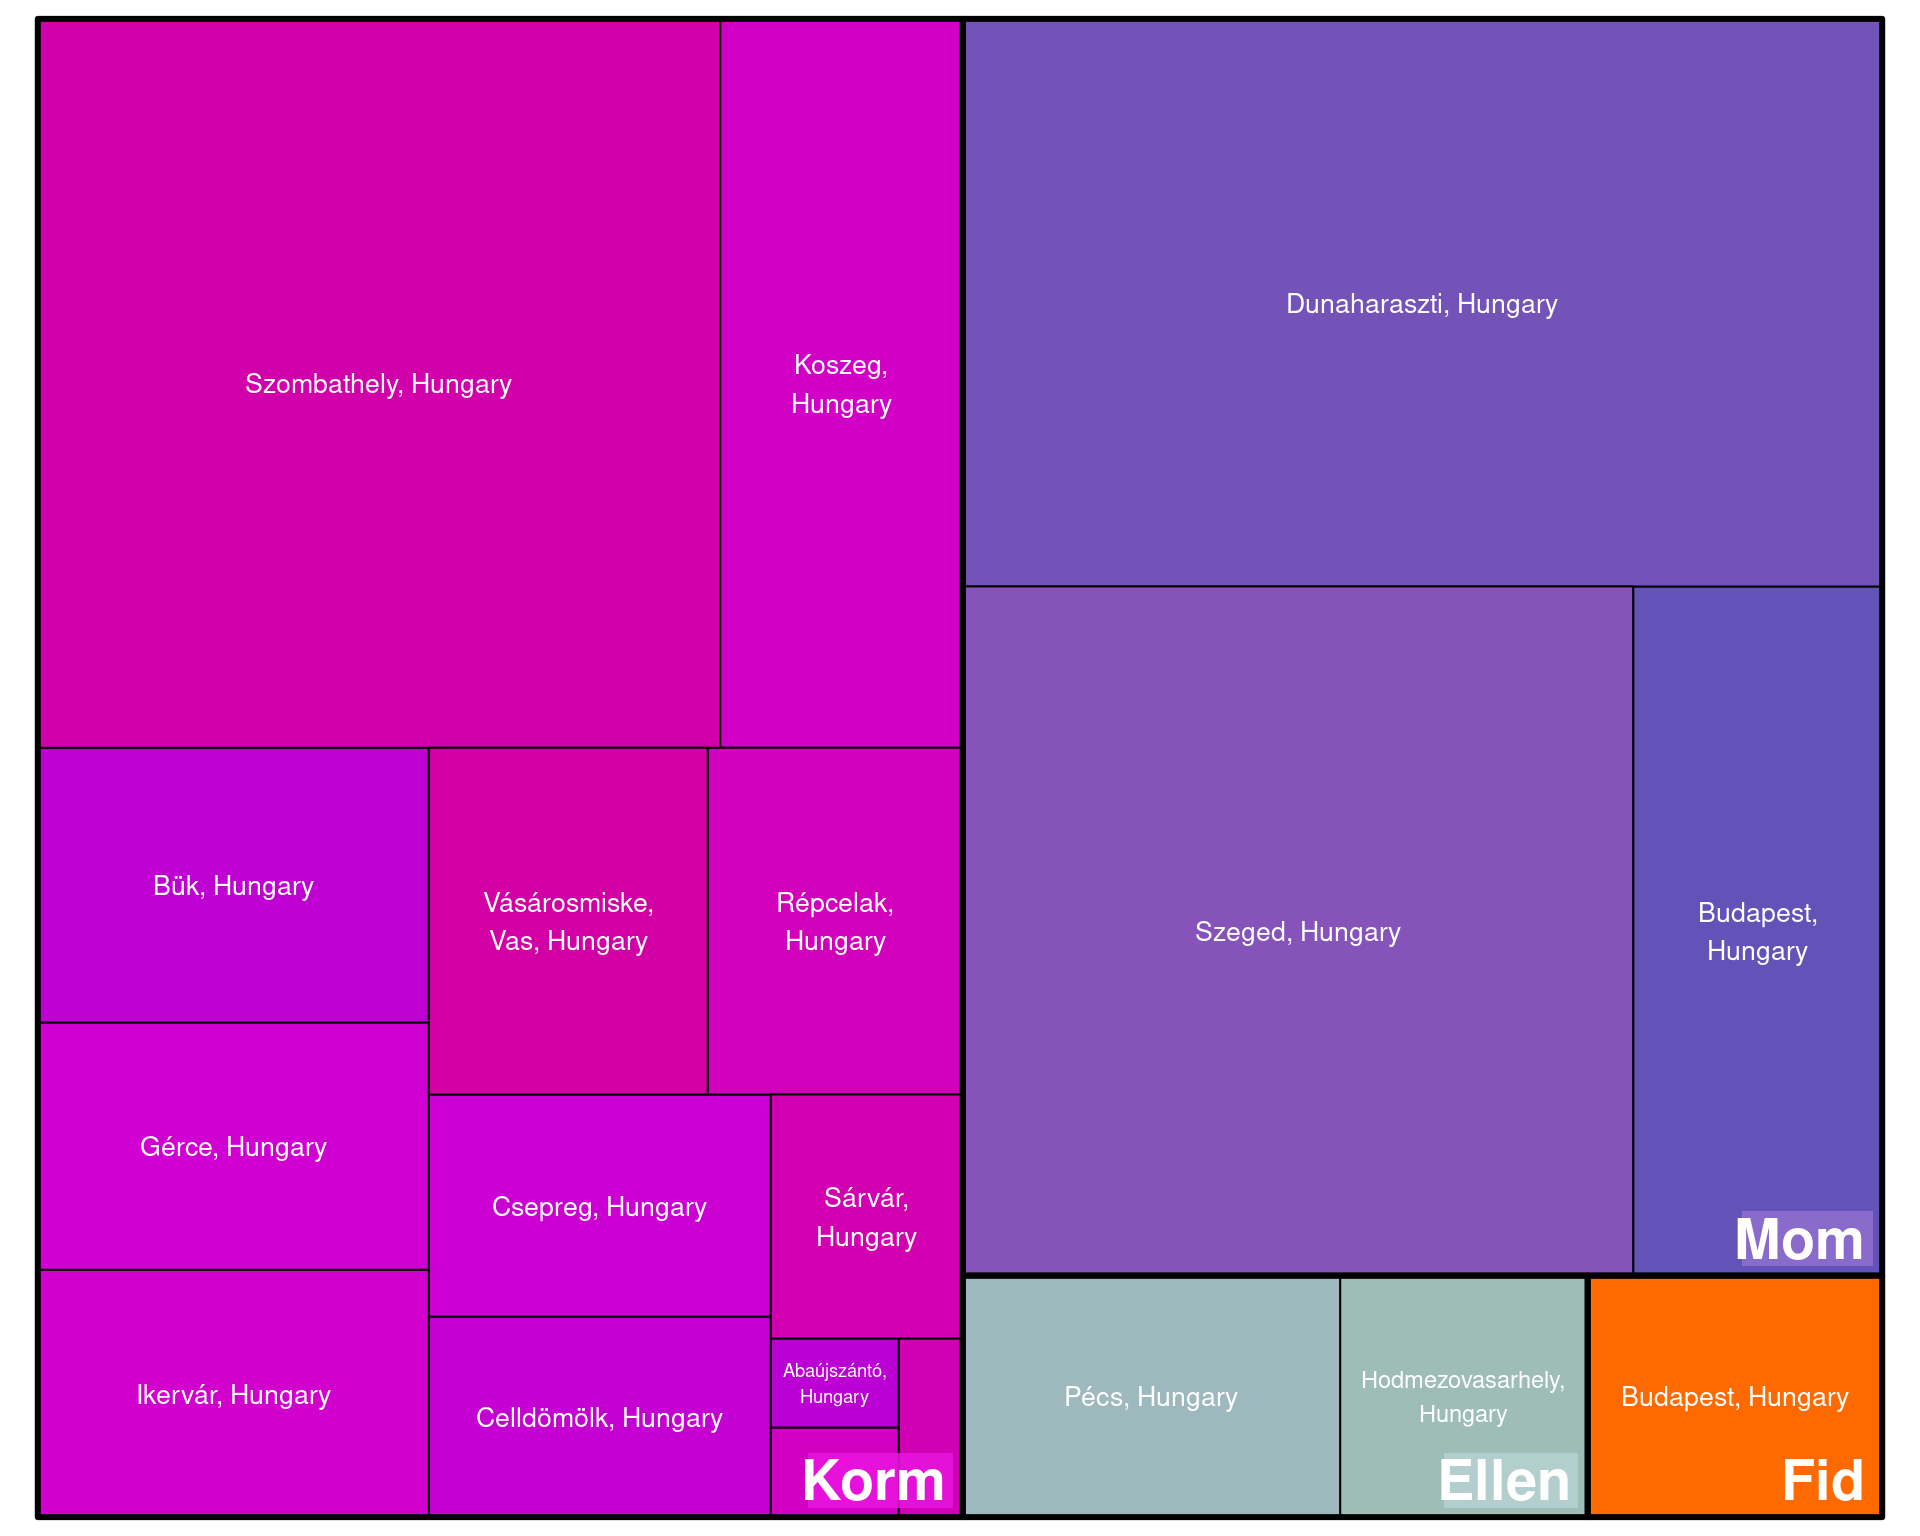 Szombathely, Hungary
Koszeg,
Hungary
Dunaharaszti, Hungary
Bük, Hungary
Vásárosmiske,
Vas, Hungary
Répcelak,
Hungary
Szeged, Hungary
Budapest,
Hungary
Gérce, Hungary
Csepreg, Hungary
Sárvár,
Hungary
Mom
Ikervár, Hungary
Celldömölk, Hungary
Abaújszántó,
Hungary
Korm
Pécs, Hungary
Hodmezovasarhely,
Hungary
Ellen
Budapest, Hungary
Fid